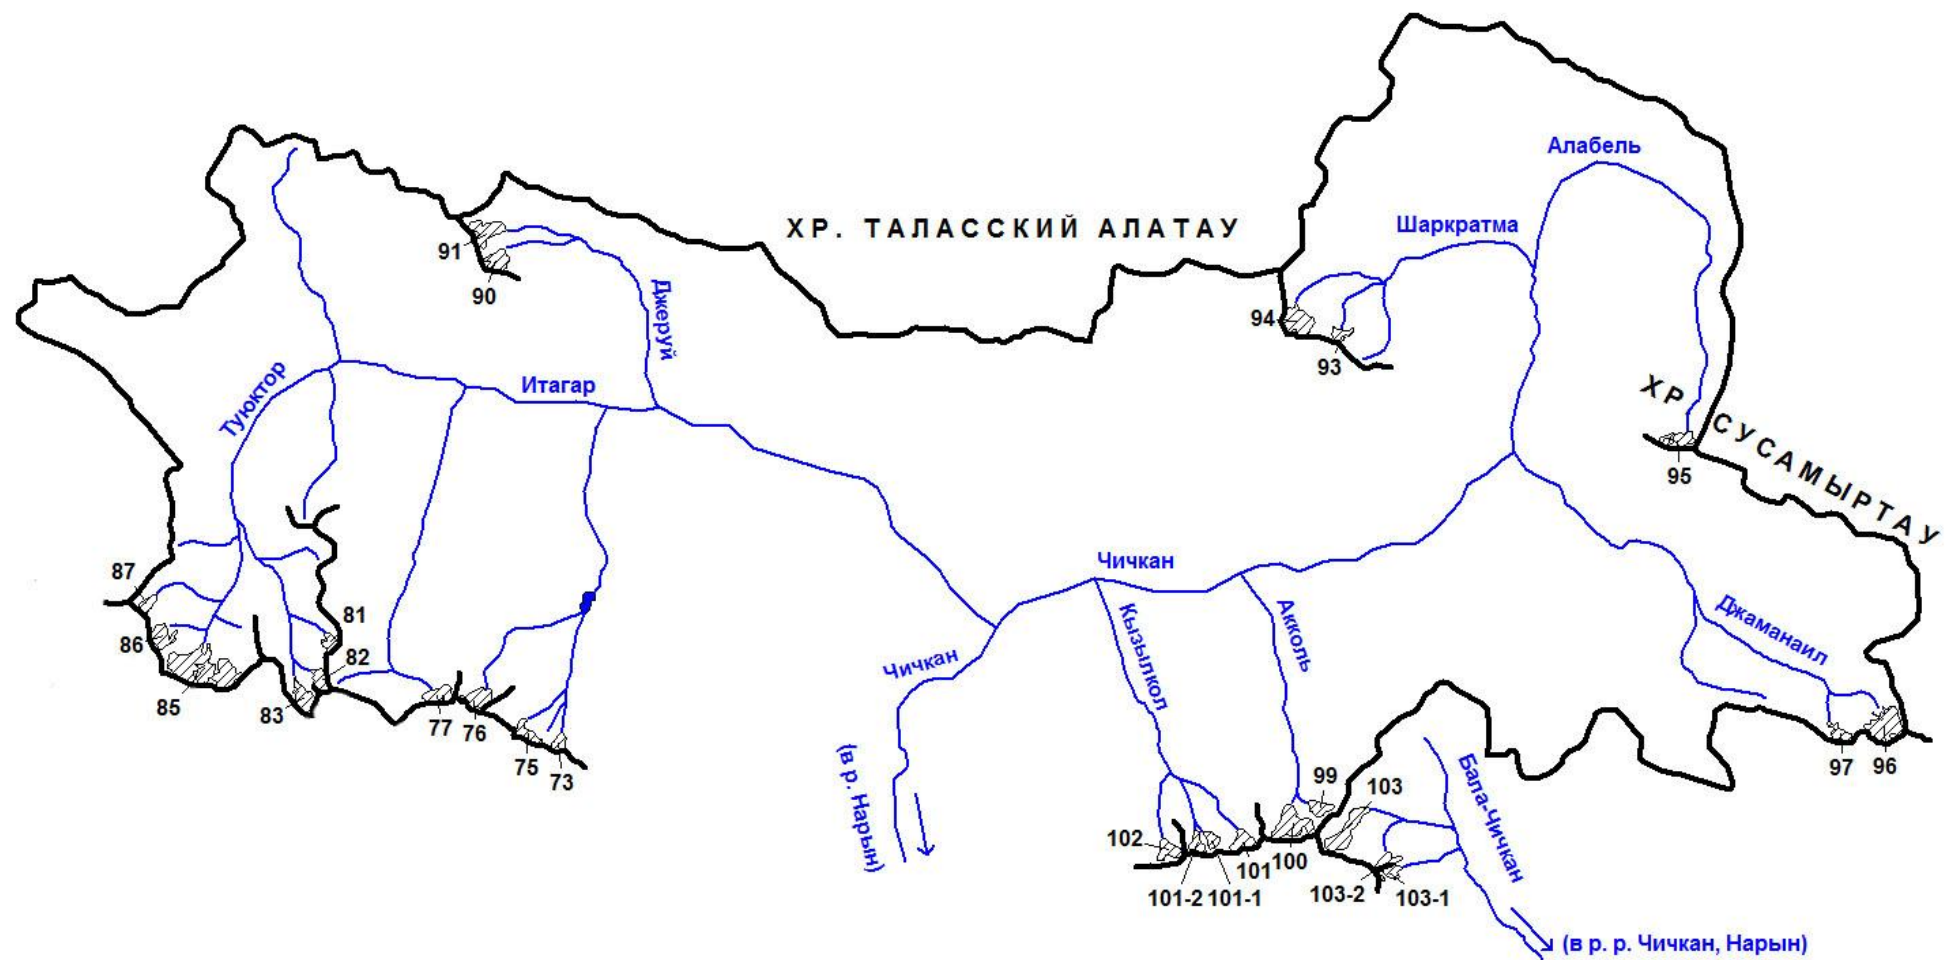 Алабель
ХР. ТАЛАССКИЙ АЛАТАУ
Шаркратма
91
90
Джеруй
94
93
Туюктор
Итагар
ХР. СУСАМЫРТАУ
95
Чичкан
87
86
85
81
82
83
77
76
75
73
Кызылкол
Акколь
Джаманаил
Чичкан
(в р. Нарын)
97
96
99
103
Бала-Чичкан
102
101
100
101-2
101-1
103-2
103-1
(в р. р. Чичкан, Нарын)